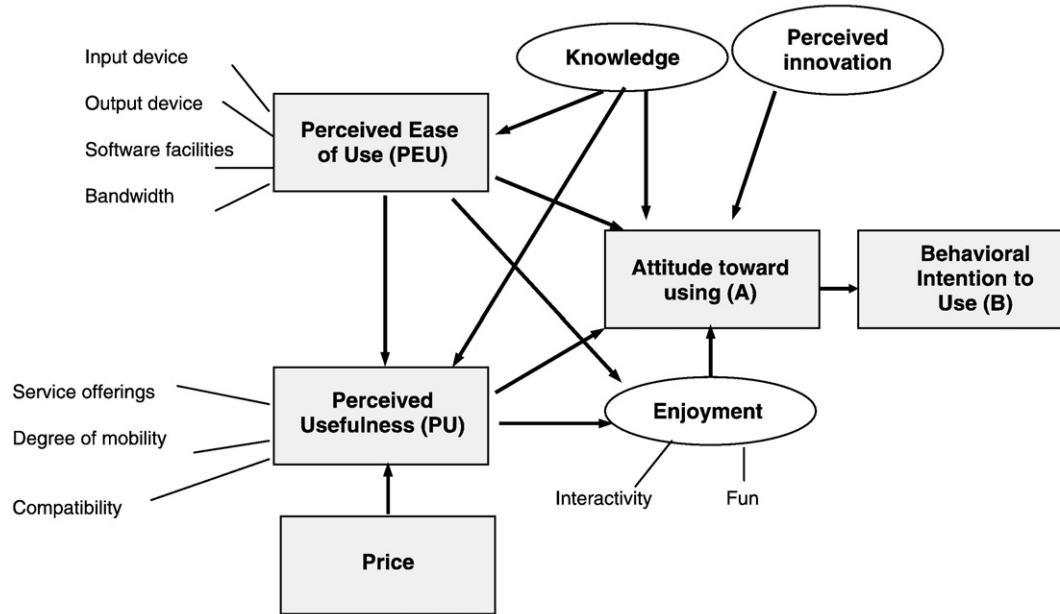 Input device
Output device
Software facilities
Bandwidth
Perceived Ease
of Use (PEU)
Knowledge
Perceived
innovation
Attitude toward
using (A)
Behavioral
Intention to
Use (B)
Service offerings
Degree of mobility
Compatibility
Perceived
Usefulness (PU)
Enjoyment
Interactivity
Fun
Price